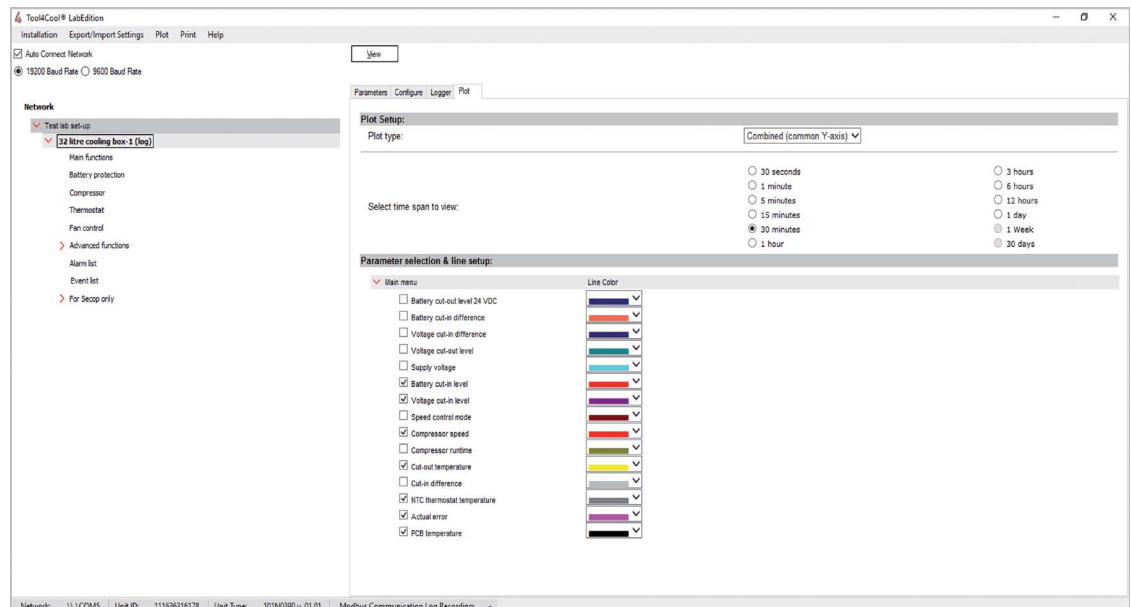 Tool4Cool® LabEdition
Installation Export/Import Settings Plot Print Help
Auto Connect Network
View
19200 Baud Rate 9600 Baud Rate
Parameters Configure Logger Plot
Network
Test lab set-up
32 litre cooling box-1 (log)
Main functions
Battery protection
Compressor
Thermostat
Fan control
Advanced functions
Alarm list
Event list
For Secop only
Plot Setup:
Plot type: Combined (common Y-axis)
Select time span to view:
30 seconds 3 hours
1 minute 6 hours
5 minutes 12 hours
15 minutes 1 day
30 minutes 1 Week
1 hour 30 days
Parameter selection & line setup:
Main menu Line Color
Battery cut-out level 24 VDC
Battery cut-in difference
Voltage cut-in difference
Voltage cut-out level
Supply voltage
Battery cut-in level
Voltage cut-in level
Speed control mode
Compressor speed
Compressor runtime
Cut-out temperature
Cut-in difference
NTC thermostat temperature
Actual error
PCB temperature
Network: \\.\COM5 Unit ID: Unit Type: Modbus Communication Log Recording: -